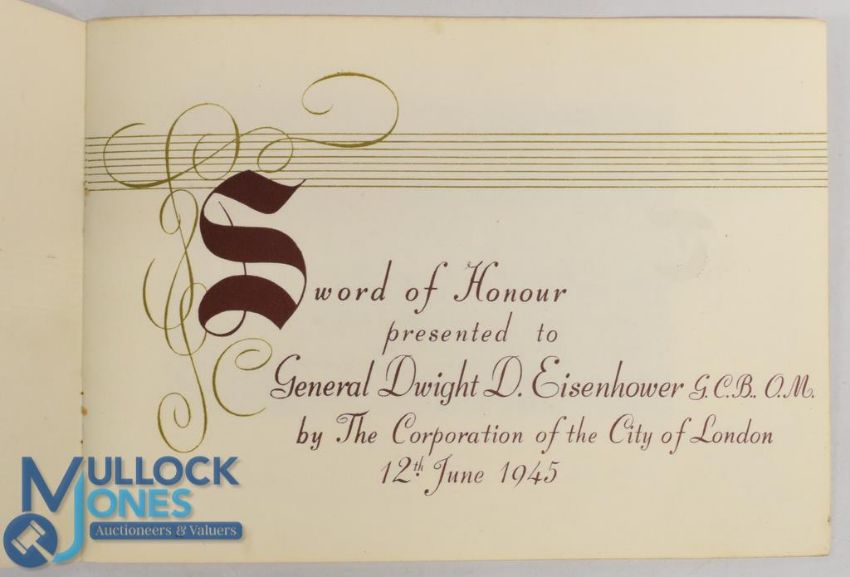 Sword of Honour
presented to
General Dwight D. Eisenhower G.C.B., O.M.
by The Corporation of the City of London
12th June 1945
MULLOCK
JONES
Auctioneers & Valuers